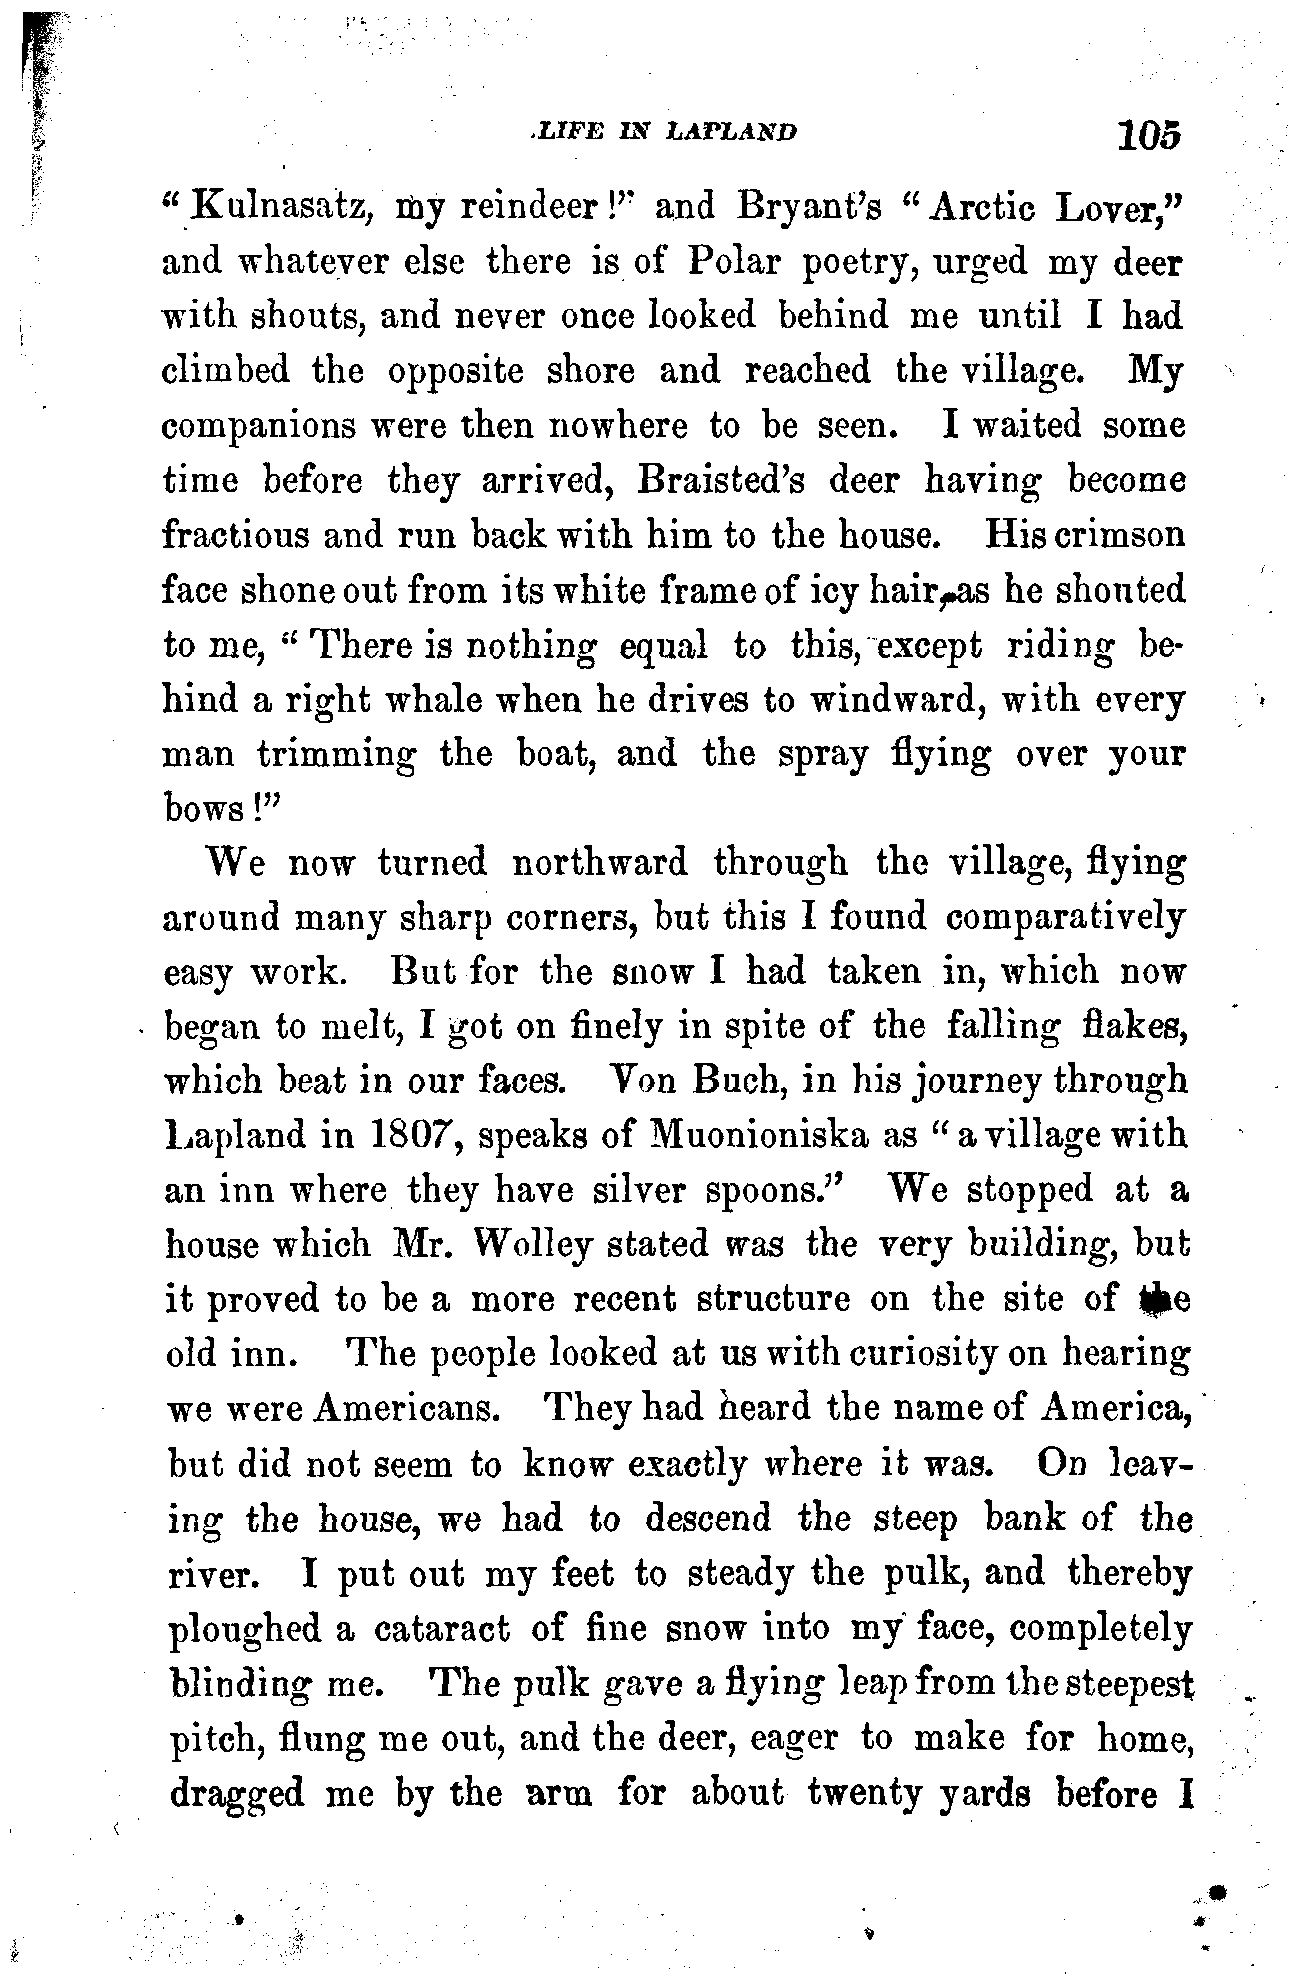 LIFE IN LAPLAND 105
“Kulnasatz, my reindeer!” and Bryant’s “Arctic Lover,”
and whatever else there is of Polar poetry, urged my deer
with shouts, and never once looked behind me until I had
climbed the opposite shore and reached the village. My
companions were then nowhere to be seen. I waited some
time before they arrived, Braisted’s deer having become
fractious and run back with him to the house. His crimson
face shone out from its white frame of icy hair, as he shouted
to me, “There is nothing equal to this, except riding be-
hind a right whale when he drives to windward, with every
man trimming the boat, and the spray flying over your
bows!”
We now turned northward through the village, flying
around many sharp corners, but this I found comparatively
easy work. But for the snow I had taken in, which now
began to melt, I got on finely in spite of the falling flakes,
which beat in our faces. Von Buch, in his journey through
Lapland in 1807, speaks of Muonioniska as “a village with
an inn where they have silver spoons.” We stopped at a
house which Mr. Wolley stated was the very building, but
it proved to be a more recent structure on the site of the
old inn. The people looked at us with curiosity on hearing
we were Americans. They had heard the name of America,
but did not seem to know exactly where it was. On leav-
ing the house, we had to descend the steep bank of the
river. I put out my feet to steady the pulk, and thereby
ploughed a cataract of fine snow into my face, completely
blinding me. The pulk gave a flying leap from the steepest
pitch, flung me out, and the deer, eager to make for home,
dragged me by the arm for about twenty yards before I